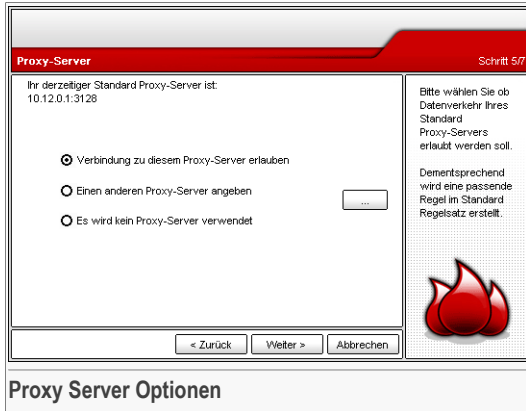 Proxy-Server
Schritt 5/7
Ihr derzeitiger Standard Proxy-Server ist:
10.12.0.1:3128
Verbindung zu diesem Proxy-Server erlauben
Einen anderen Proxy-Server angeben
...
Es wird kein Proxy-Server verwendet
Bitte wählen Sie ob
Datenverkehr Ihres
Standard
Proxy-Servers
erlaubt werden soll.
Dementsprechend
wird eine passende
Regel im Standard
Regelsatz erstellt.
« Zurück
Weiter »
Abbrechen
Proxy Server Optionen